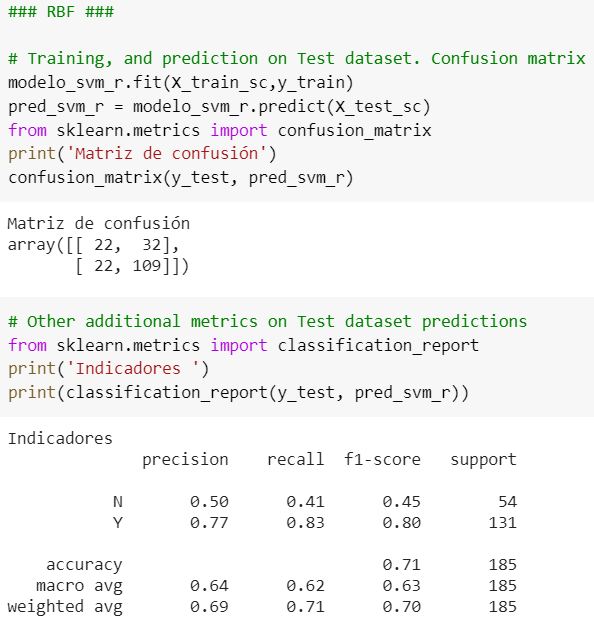 ### RBF ###
# Training, and prediction on Test dataset. Confusion matrix
modelo_svm_r.fit(X_train_sc,y_train)
pred_svm_r = modelo_svm_r.predict(X_test_sc)
from sklearn.metrics import confusion_matrix
print('Matriz de confusión')
confusion_matrix(y_test, pred_svm_r)
Matriz de confusión
array([[ 22,  32],
       [ 22, 109]])
# Other additional metrics on Test dataset predictions
from sklearn.metrics import classification_report
print('Indicadores ')
print(classification_report(y_test, pred_svm_r))
Indicadores
              precision    recall  f1-score   support
           N       0.50      0.41      0.45        54
           Y       0.77      0.83      0.80       131
    accuracy                           0.71       185
   macro avg       0.64      0.62      0.63       185
weighted avg       0.69      0.71      0.70       185